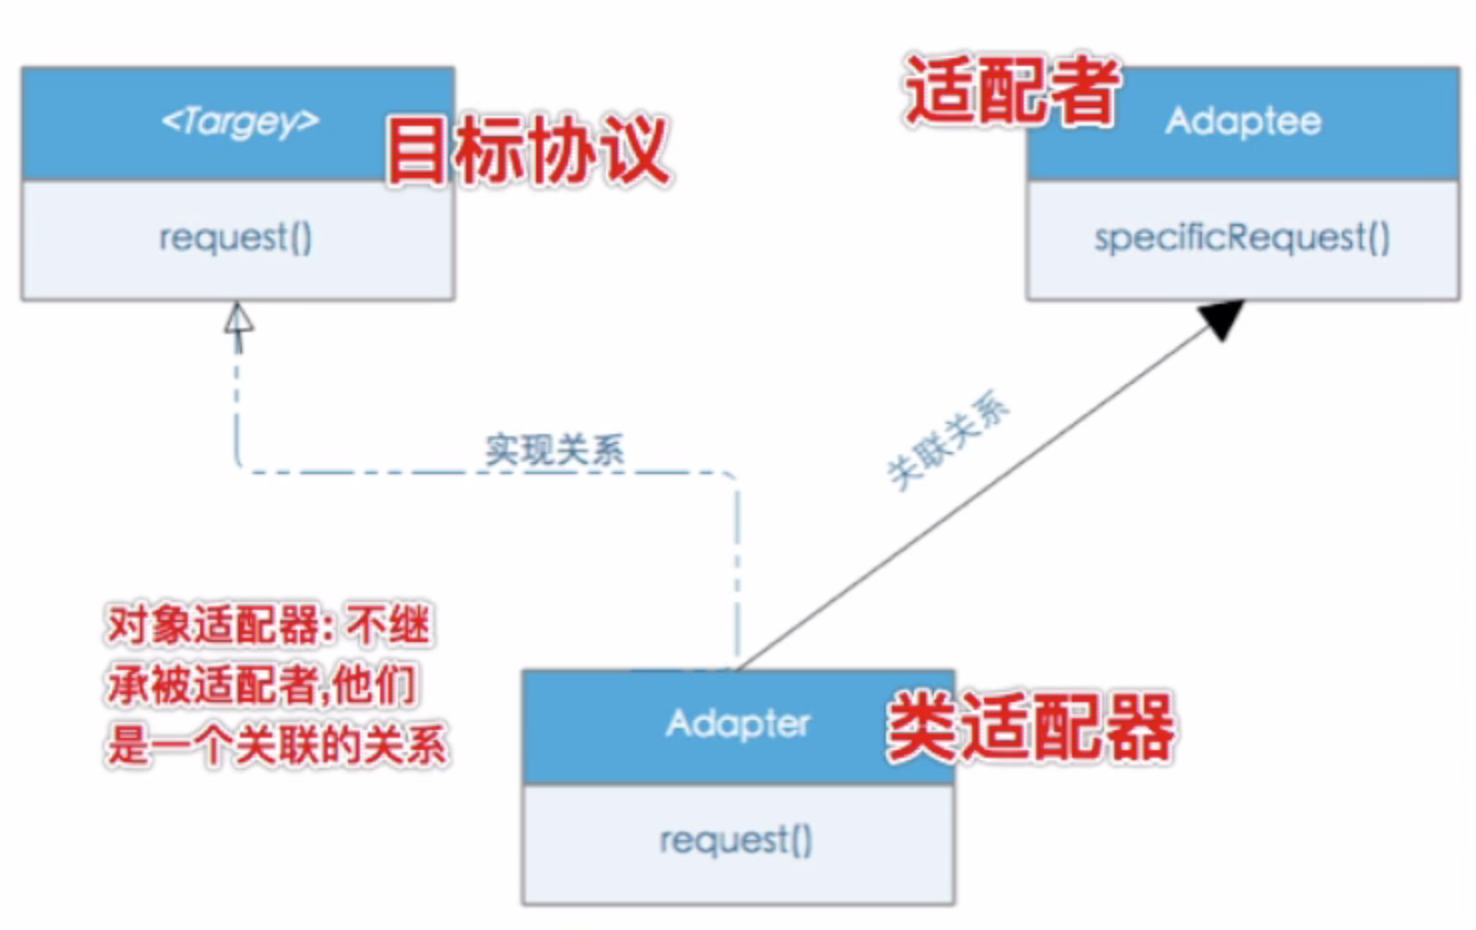 <Targey>
目标协议
request()
适配者
Adaptee
specificRequest()
实现关系
关联关系
对象适配器: 不继
承被适配者,他们
是一个关联的关系
Adapter
类适配器
request()